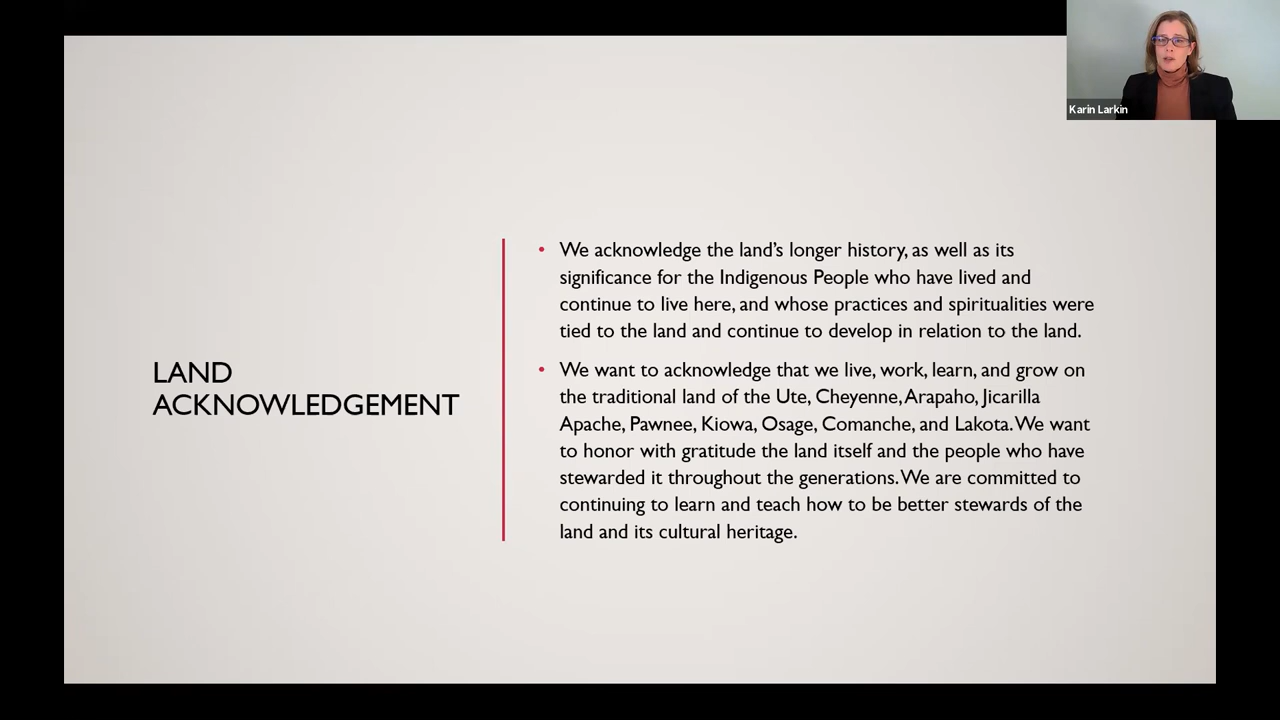 Karin Larkin
LAND
ACKNOWLEDGEMENT
• We acknowledge the land's longer history, as well as its
significance for the Indigenous People who have lived and
continue to live here, and whose practices and spiritualities were
tied to the land and continue to develop in relation to the land.
• We want to acknowledge that we live, work, learn, and grow on
the traditional land of the Ute, Cheyenne, Arapaho, Jicarilla
Apache, Pawnee, Kiowa, Osage, Comanche, and Lakota. We want
to honor with gratitude the land itself and the people who have
stewarded it throughout the generations. We are committed to
continuing to learn and teach how to be better stewards of the
land and its cultural heritage.